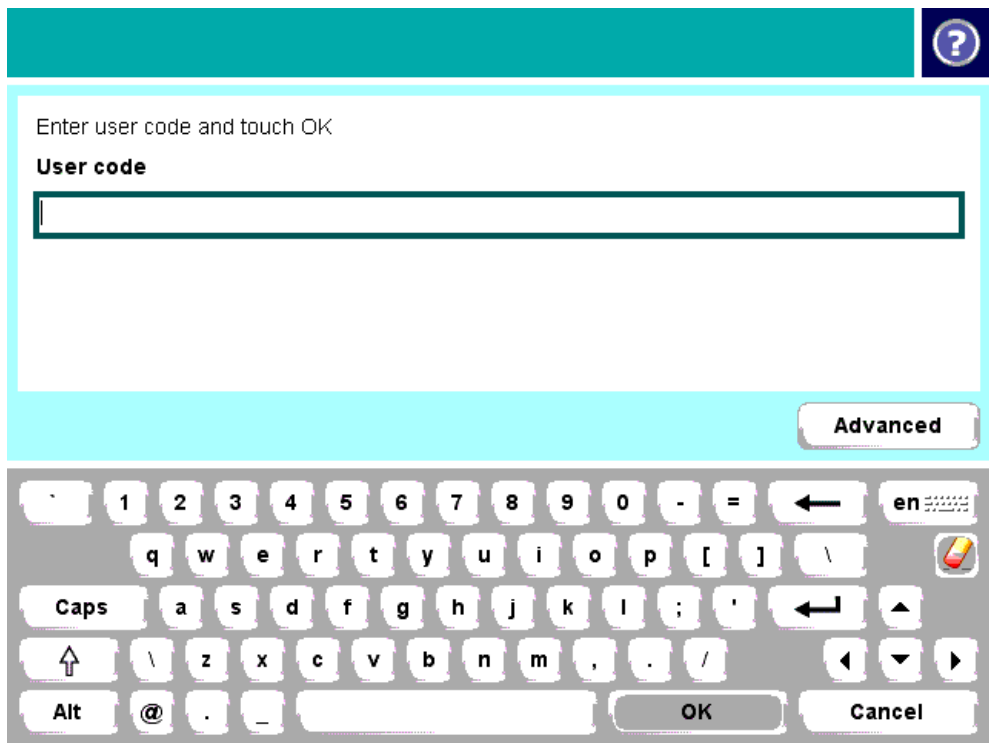 ?
Enter user code and touch OK
User code
Advanced
` 1 2 3 4 5 6 7 8 9 0 - = en
q w e r t y u i o p [ ] \
Caps a s d f g h j k l ; '
\ z x c v b n m , . /
Alt @ . _ OK Cancel